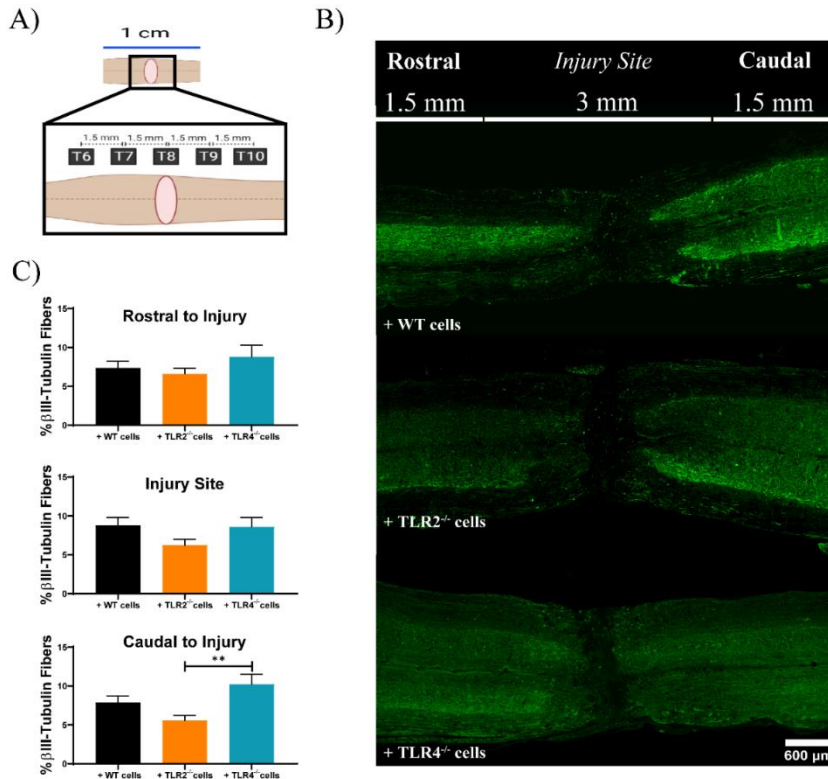 A)
1 cm
1.5 mm 1.5 mm 1.5 mm 1.5 mm
T6 T7 T8 T9 T10
B)
Rostral Injury Site Caudal
1.5 mm 3 mm 1.5 mm
+ WT cells
+ TLR2-/- cells
+ TLR4-/- cells
600 µm
C)
Rostral to Injury
% βIII-Tubulin Fibers
15
10
5
0
+ WT cells + TLR2-/- cells + TLR4-/- cells
Injury Site
% βIII-Tubulin Fibers
15
10
5
0
+ WT cells + TLR2-/- cells + TLR4-/- cells
Caudal to Injury
% βIII-Tubulin Fibers
15
10
5
0
**
+ WT cells + TLR2-/- cells + TLR4-/- cells